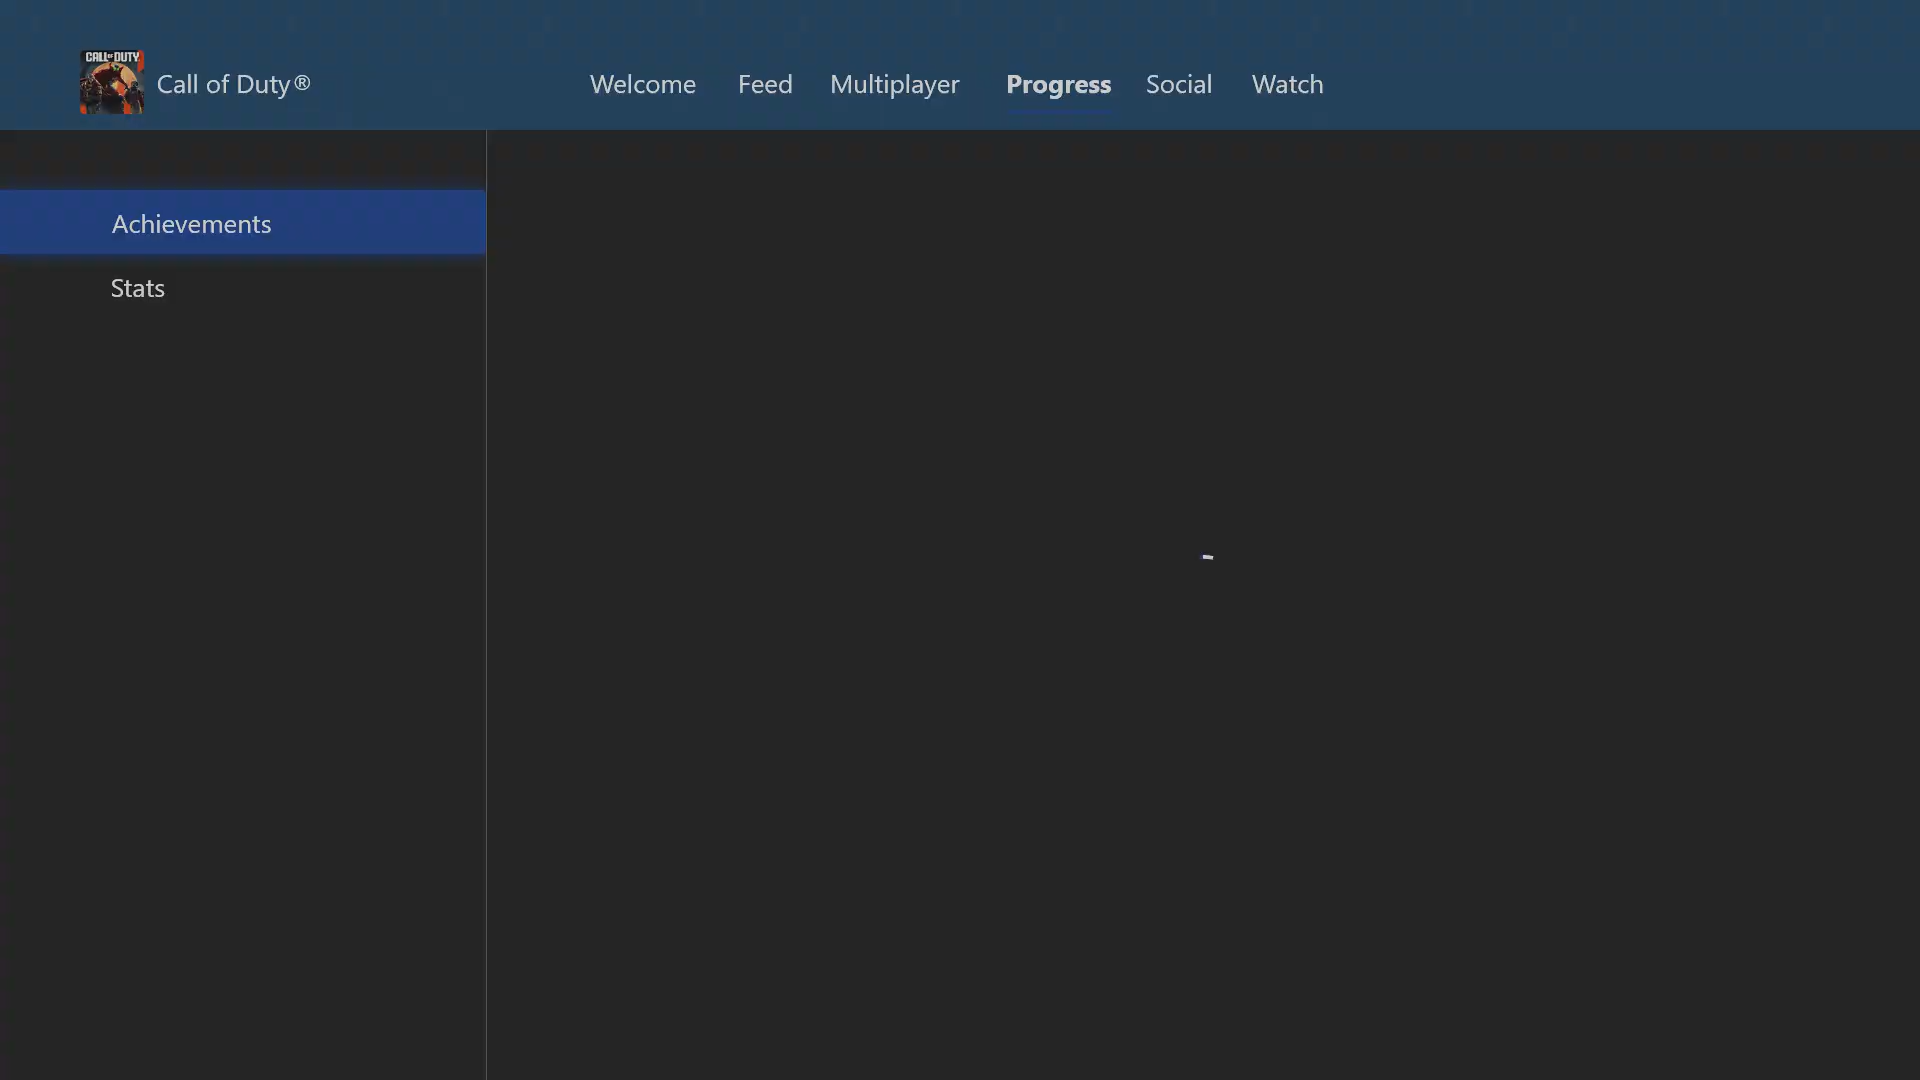 CALL OF DUTY
Call of Duty®
Welcome
Feed
Multiplayer
Progress
Social
Watch
Achievements
Stats